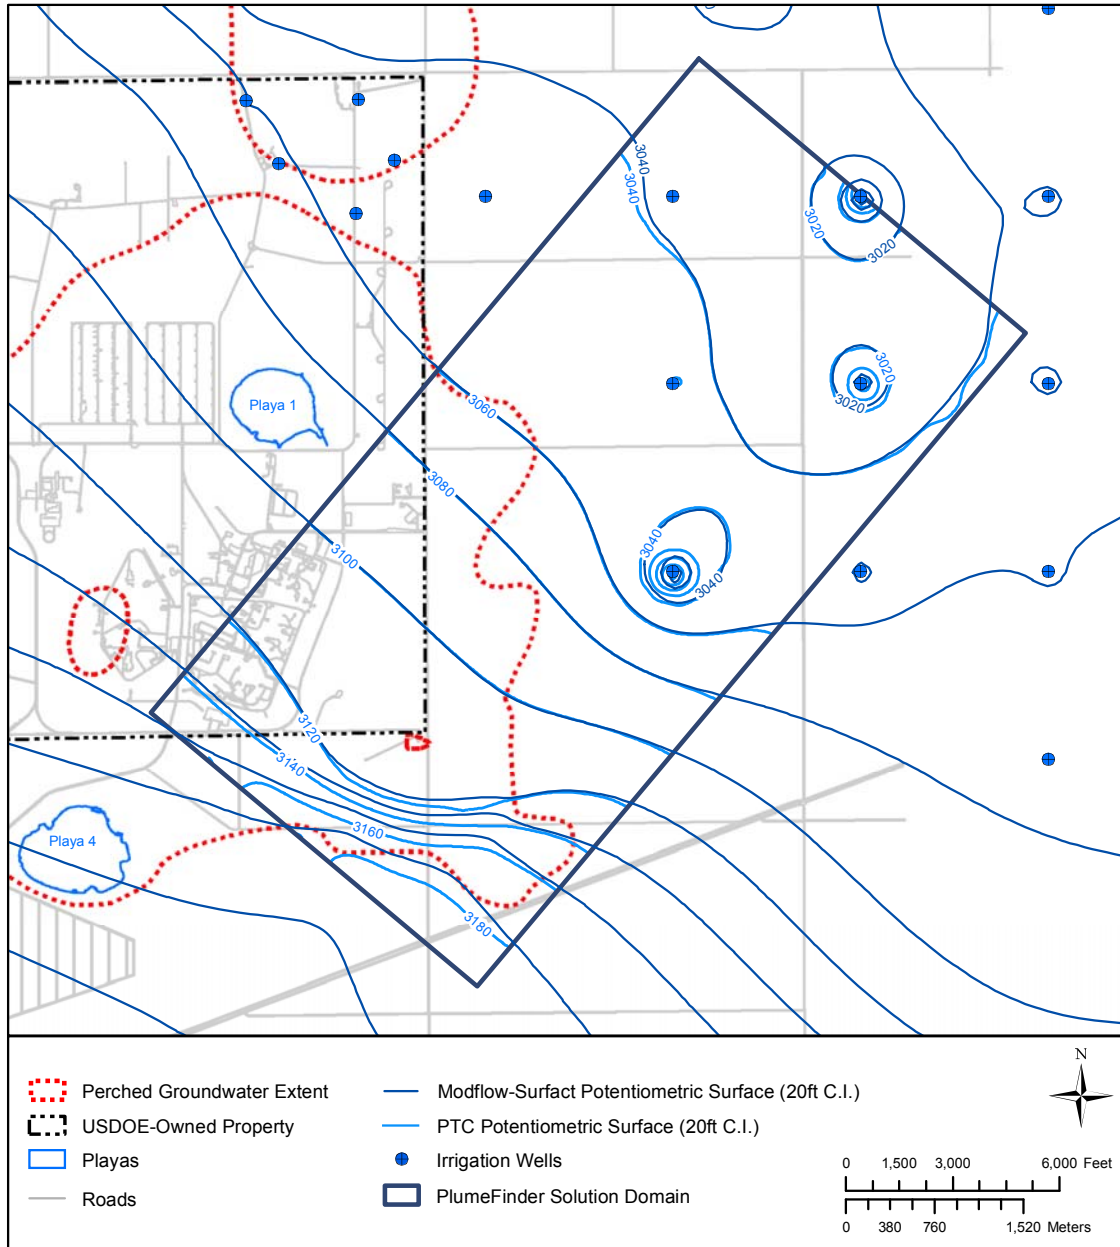 3040
3040
3020
3020
3020
3020
3060
Playa 1
3080
3040
3100
3040
3120
3140
3160
Playa 4
3180
Perched Groundwater Extent
USDOE-Owned Property
Playas
Roads
Modflow-Surfact Potentiometric Surface (20ft C.I.)
PTC Potentiometric Surface (20ft C.I.)
Irrigation Wells
PlumeFinder Solution Domain
N
0 1,500 3,000 6,000 Feet
0 380 760 1,520 Meters